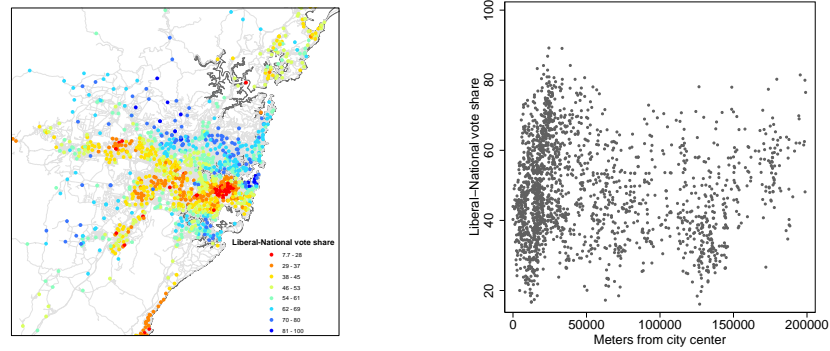 Liberal-National vote share
7.7 - 28
29 - 37
38 - 45
46 - 53
54 - 61
62 - 69
70 - 80
81 - 100
Liberal–National vote share
100
80
60
40
20
0 50000 100000 150000 200000
Meters from city center